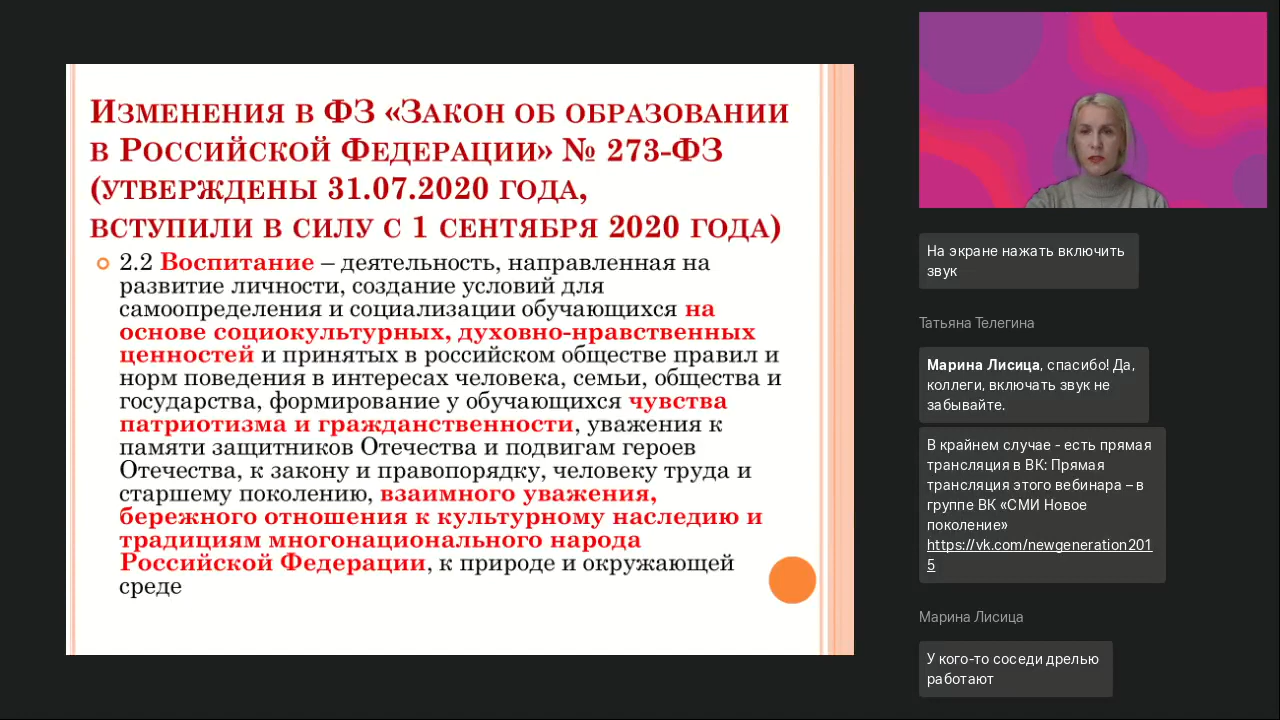 Изменения в ФЗ «Закон об образовании
в Российской Федерации» № 273-ФЗ
(утверждены 31.07.2020 года,
вступили в силу с 1 сентября 2020 года)
2.2 Воспитание – деятельность, направленная на
развитие личности, создание условий для
самоопределения и социализации обучающихся на
основе социокультурных, духовно-нравственных
ценностей и принятых в российском обществе правил и
норм поведения в интересах человека, семьи, общества и
государства, формирование у обучающихся чувства
патриотизма и гражданственности, уважения к
памяти защитников Отечества и подвигам героев
Отечества, к закону и правопорядку, человеку труда и
старшему поколению, взаимного уважения,
бережного отношения к культурному наследию и
традициям многонационального народа
Российской Федерации, к природе и окружающей
среде
На экране нажать включить
звук
Татьяна Телегина
Марина Лисица, спасибо! Да,
коллеги, включать звук не
забывайте.
В крайнем случае - есть прямая
трансляция в ВК: Прямая
трансляция этого вебинара – в
группе ВК «СМИ Новое
поколение»
https://vk.com/newgeneration201
5
Марина Лисица
У кого-то соседи дрелью
работают